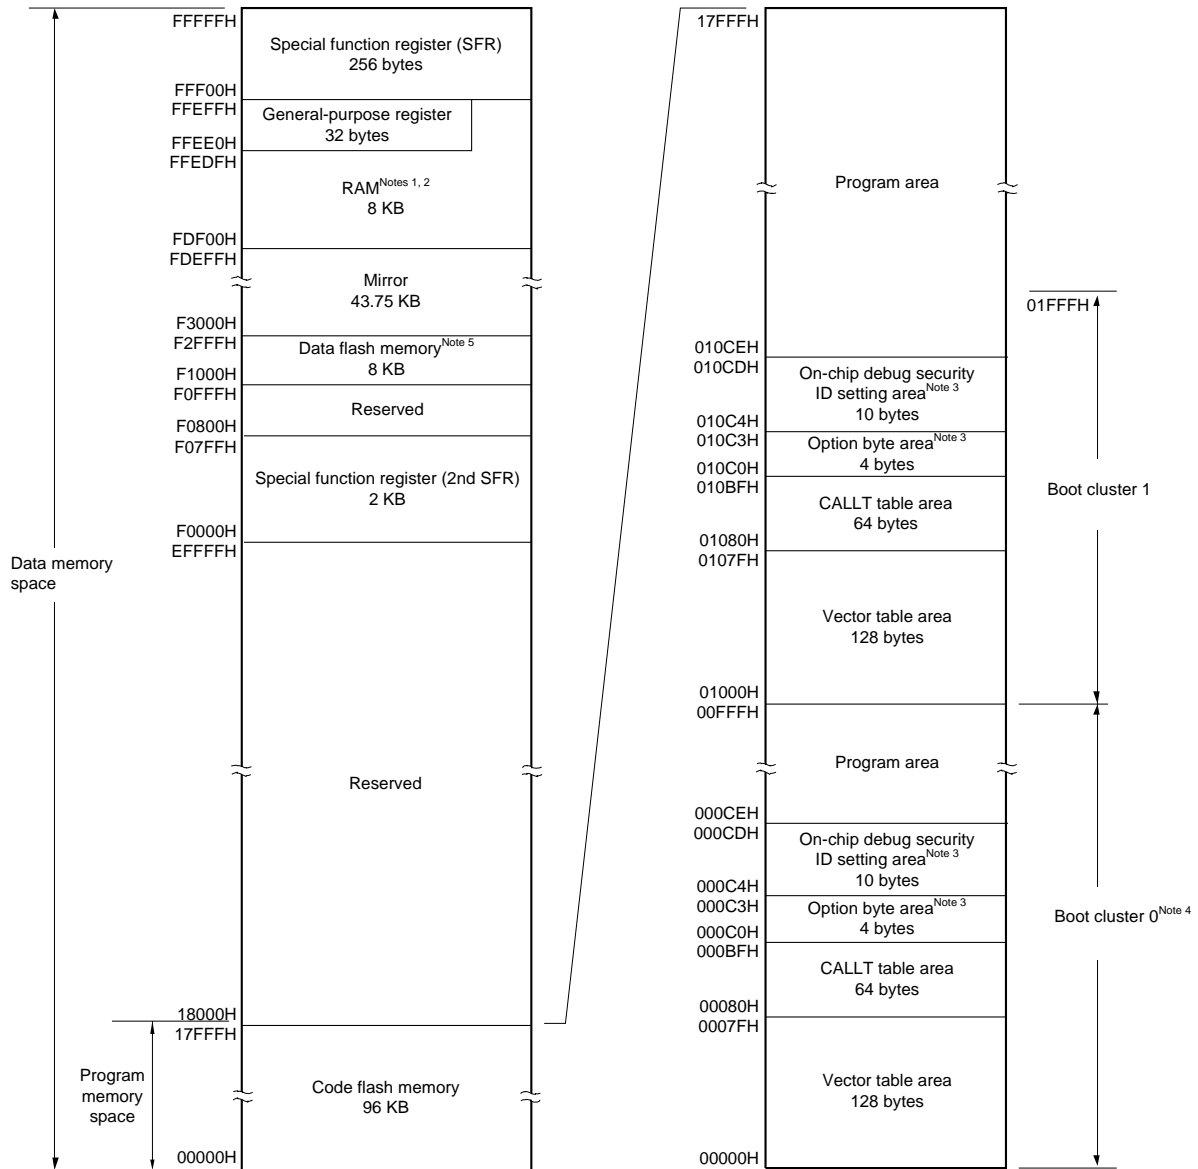 FFFFFH
Special function register (SFR)
256 bytes
FFF00H
FFEFFH
General-purpose register
32 bytes
FFEE0H
FFEDFH
RAMNotes 1, 2
8 KB
FDF00H
FDEFFH
Mirror
43.75 KB
F3000H
F2FFFH
Data flash memoryNote 5
8 KB
F1000H
F0FFFH
Reserved
F0800H
F07FFH
Special function register (2nd SFR)
2 KB
F0000H
EFFFFH
Data memory
space
Reserved
18000H
17FFFH
Program
memory
space
Code flash memory
96 KB
00000H
17FFFH
Program area
01FFFH
010CEH
010CDH
On-chip debug security
ID setting areaNote 3
10 bytes
010C4H
010C3H
Option byte areaNote 3
4 bytes
010C0H
010BFH
Boot cluster 1
CALLT table area
64 bytes
01080H
0107FH
Vector table area
128 bytes
01000H
00FFFH
Program area
000CEH
000CDH
On-chip debug security
ID setting areaNote 3
10 bytes
000C4H
000C3H
Option byte areaNote 3
4 bytes
Boot cluster 0Note 4
000C0H
000BFH
CALLT table area
64 bytes
00080H
0007FH
Vector table area
128 bytes
00000H